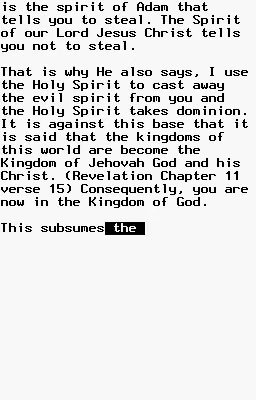 is the spirit of Adam that
tells you to steal. The Spirit
of our Lord Jesus Christ tells
you not to steal.

That is why He also says, I use
the Holy Spirit to cast away
the evil spirit from you and
the Holy Spirit takes dominion.
It is against this base that it
is said that the kingdoms of
this world are become the
Kingdom of Jehovah God and his
Christ. (Revelation Chapter 11
verse 15) Consequently, you are
now in the Kingdom of God.

This subsumes the